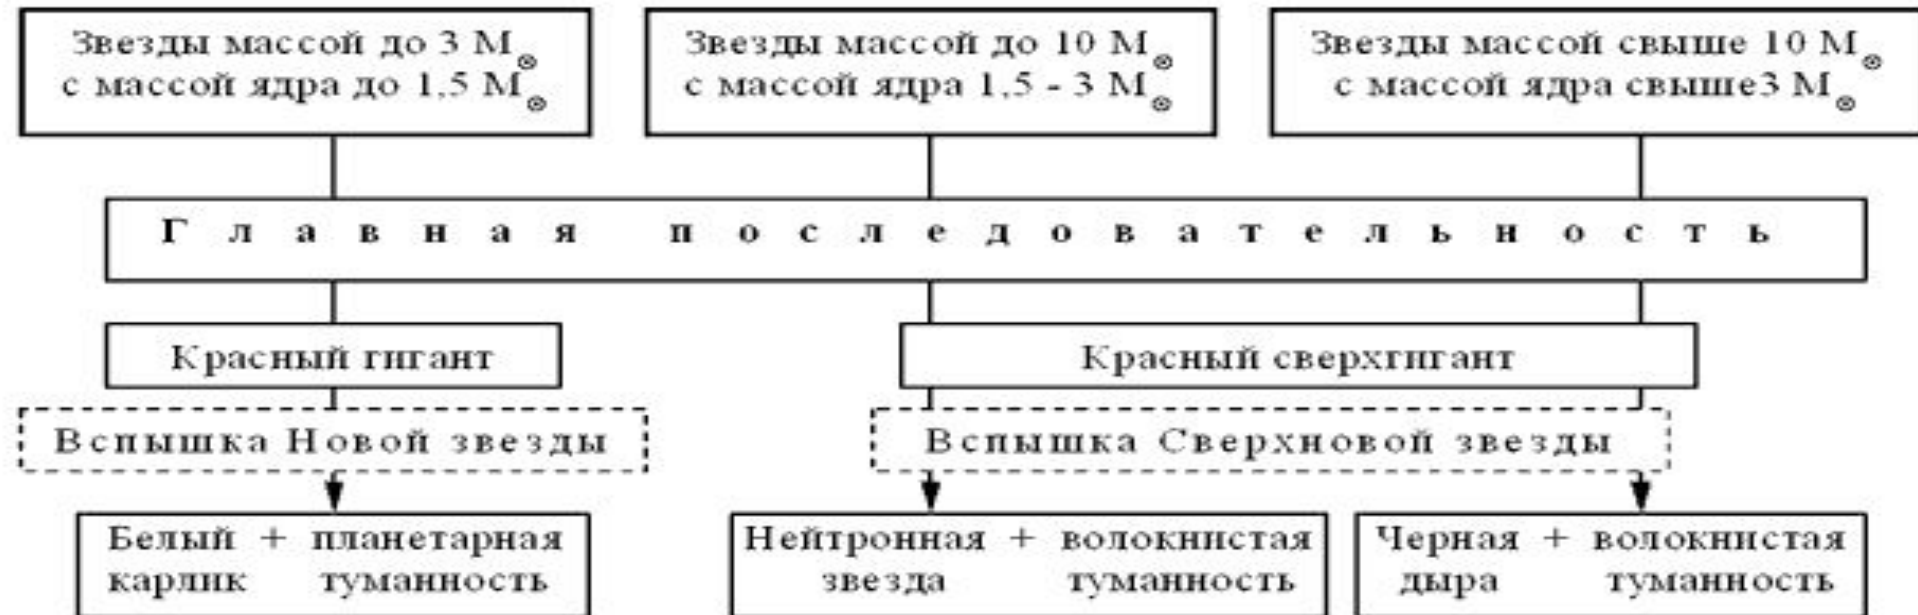 Звезды массой до 3 M⊙
с массой ядра до 1,5 M⊙
Звезды массой до 10 M⊙
с массой ядра 1,5 - 3 M⊙
Звезды массой свыше 10 M⊙
с массой ядра свыше3 M⊙
Главная последовательность
Красный гигант
Красный сверхгигант
Вспышка Новой звезды
Вспышка Сверхновой звезды
Белый + планетарная
карлик туманность
Нейтронная + волокнистая
звезда туманность
Черная + волокнистая
дыра туманность